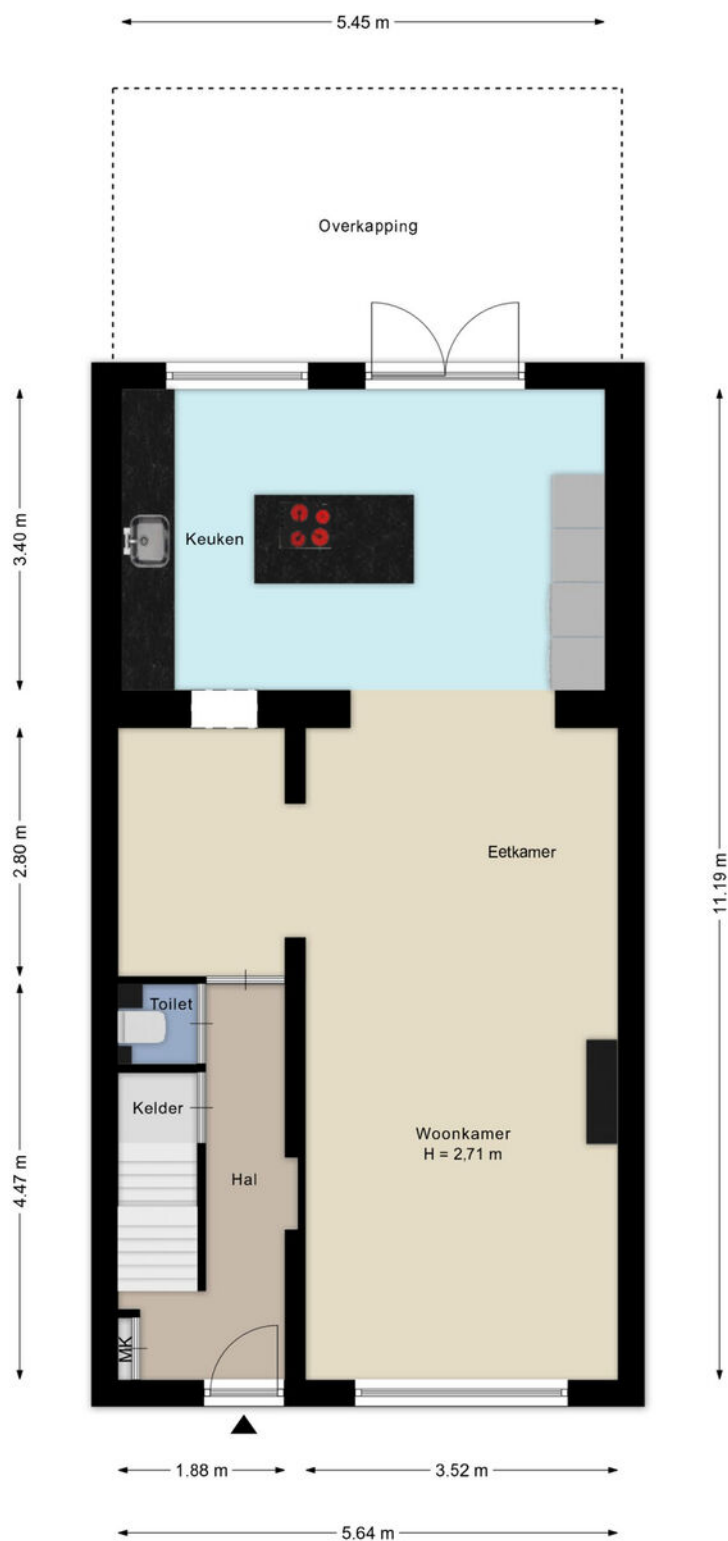 5.45 m
Overkapping
3.40 m
Keuken
2.80 m
Eetkamer
11.19 m
Toilet
Kelder
Woonkamer
H = 2,71 m
4.47 m
Hal
MK
1.88 m
3.52 m
5.64 m